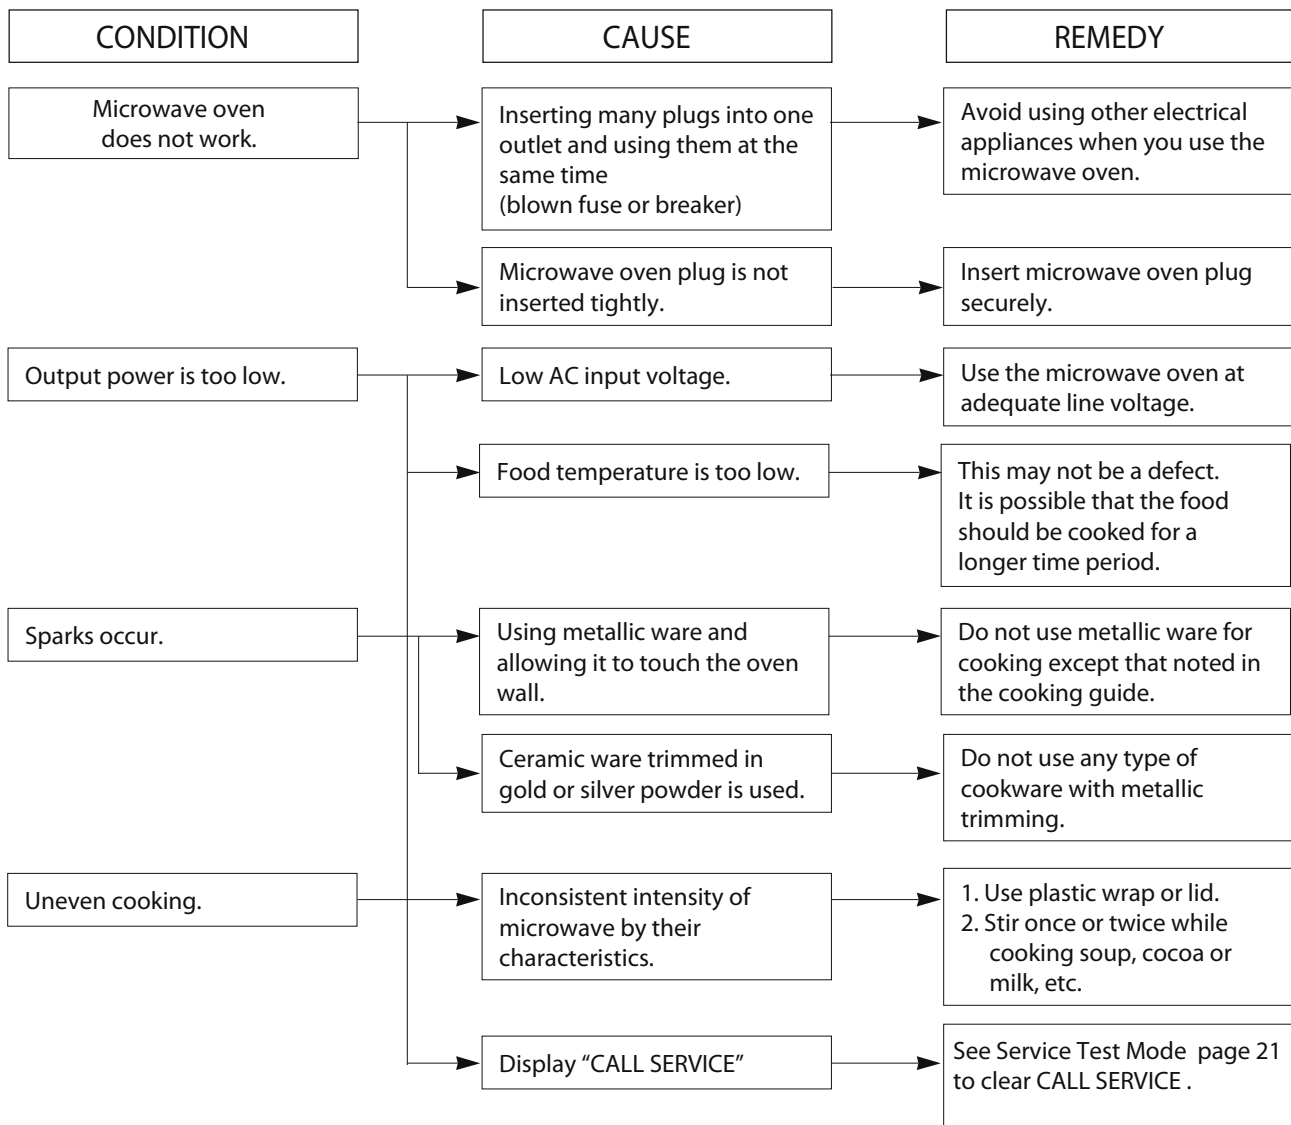 CONDITION
CAUSE
REMEDY
Microwave oven
does not work.
Inserting many plugs into one
outlet and using them at the
same time
(blown fuse or breaker)
Avoid using other electrical
appliances when you use the
microwave oven.
Microwave oven plug is not
inserted tightly.
Insert microwave oven plug
securely.
Output power is too low.
Low AC input voltage.
Use the microwave oven at
adequate line voltage.
Food temperature is too low.
This may not be a defect.
It is possible that the food
should be cooked for a
longer time period.
Sparks occur.
Using metallic ware and
allowing it to touch the oven
wall.
Do not use metallic ware for
cooking except that noted in
the cooking guide.
Ceramic ware trimmed in
gold or silver powder is used.
Do not use any type of
cookware with metallic
trimming.
Uneven cooking.
Inconsistent intensity of
microwave by their
characteristics.
1. Use plastic wrap or lid.
2. Stir once or twice while
cooking soup, cocoa or
milk, etc.
Display “CALL SERVICE”
See Service Test Mode page 21
to clear CALL SERVICE .